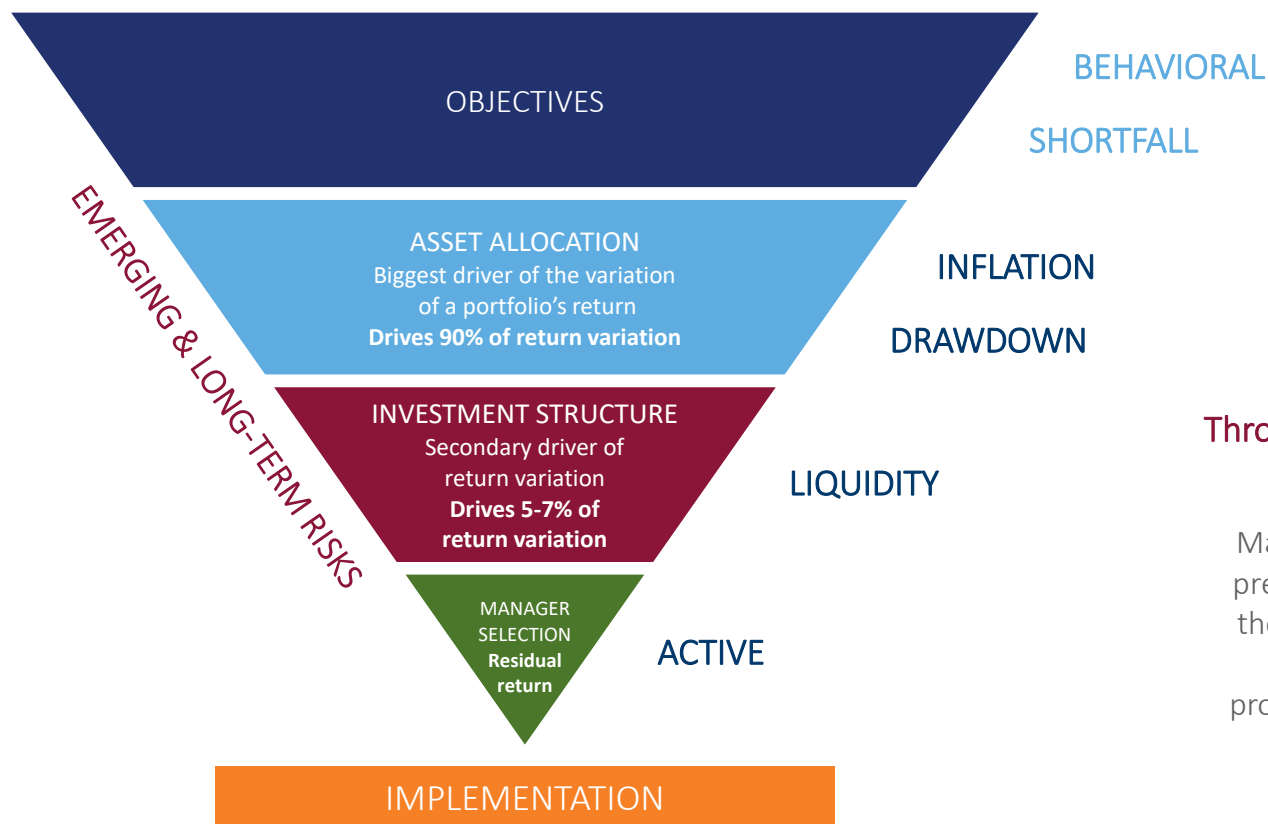 OBJECTIVES
BEHAVIORAL
SHORTFALL
EMERGING & LONG-TERM RISKS
ASSET ALLOCATION
Biggest driver of the variation
of a portfolio's return
Drives 90% of return variation
INFLATION
DRAWDOWN
INVESTMENT STRUCTURE
Secondary driver of
return variation
Drives 5-7% of
return variation
LIQUIDITY
MANAGER
SELECTION
Residual
return
ACTIVE
IMPLEMENTATION